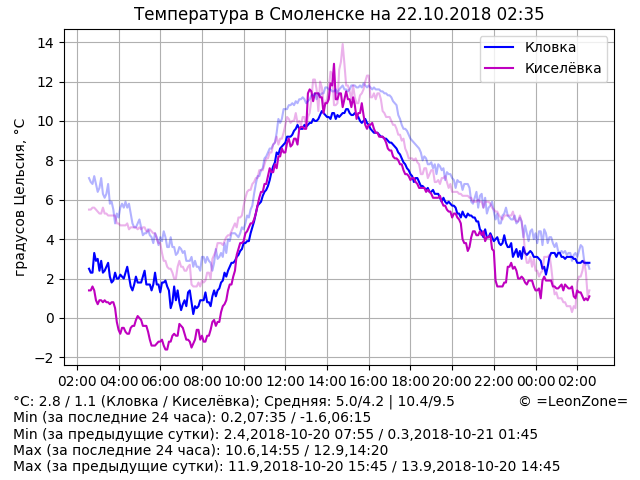 Температура в Смоленске на 22.10.2018 02:35
градусов Цельсия, °C
14
12
10
8
6
4
2
0
−2
Кловка
Киселёвка
02:00 04:00 06:00 08:00 10:00 12:00 14:00 16:00 18:00 20:00 22:00 00:00 02:00
°C: 2.8 / 1.1 (Кловка / Киселёвка); Средняя: 5.0/4.2 | 10.4/9.5 © =LeonZone=
Min (за последние 24 часа): 0.2,07:35 / -1.6,06:15
Min (за предыдущие сутки): 2.4,2018-10-20 07:55 / 0.3,2018-10-21 01:45
Max (за последние 24 часа): 10.6,14:55 / 12.9,14:20
Max (за предыдущие сутки): 11.9,2018-10-20 15:45 / 13.9,2018-10-20 14:45